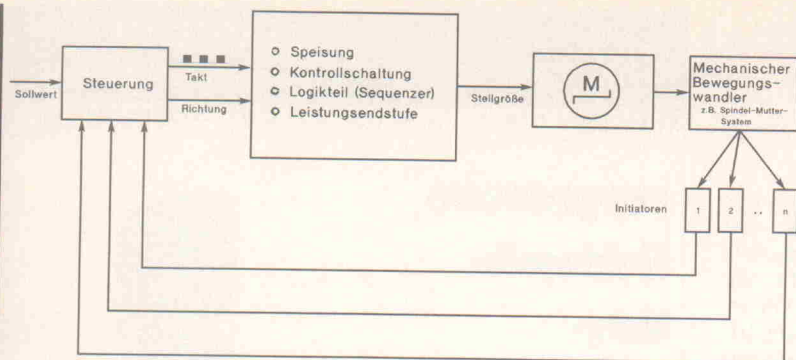 Sollwert
Steuerung
Takt
Richtung
Speisung
Kontrollschaltung
Logikteil (Sequenzer)
Leistungsendstufe
Stellgröße
M
Mechanischer
Bewegungs-
wandler
z.B. Spindel-Mutter-
System
Initiatoren
1
2
..
n